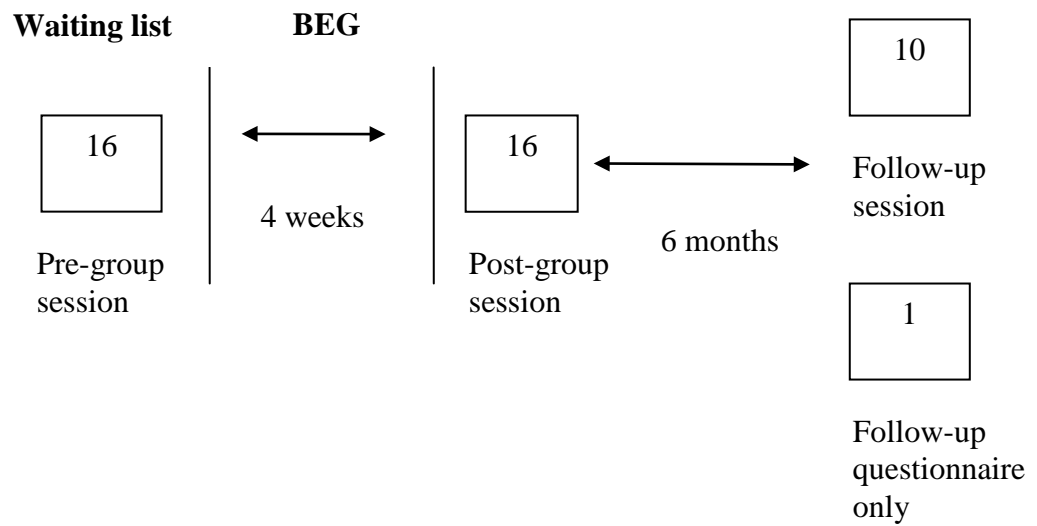 Waiting list
BEG
16
Pre-group
session
4 weeks
16
Post-group
session
6 months
10
Follow-up
session
1
Follow-up
questionnaire
only